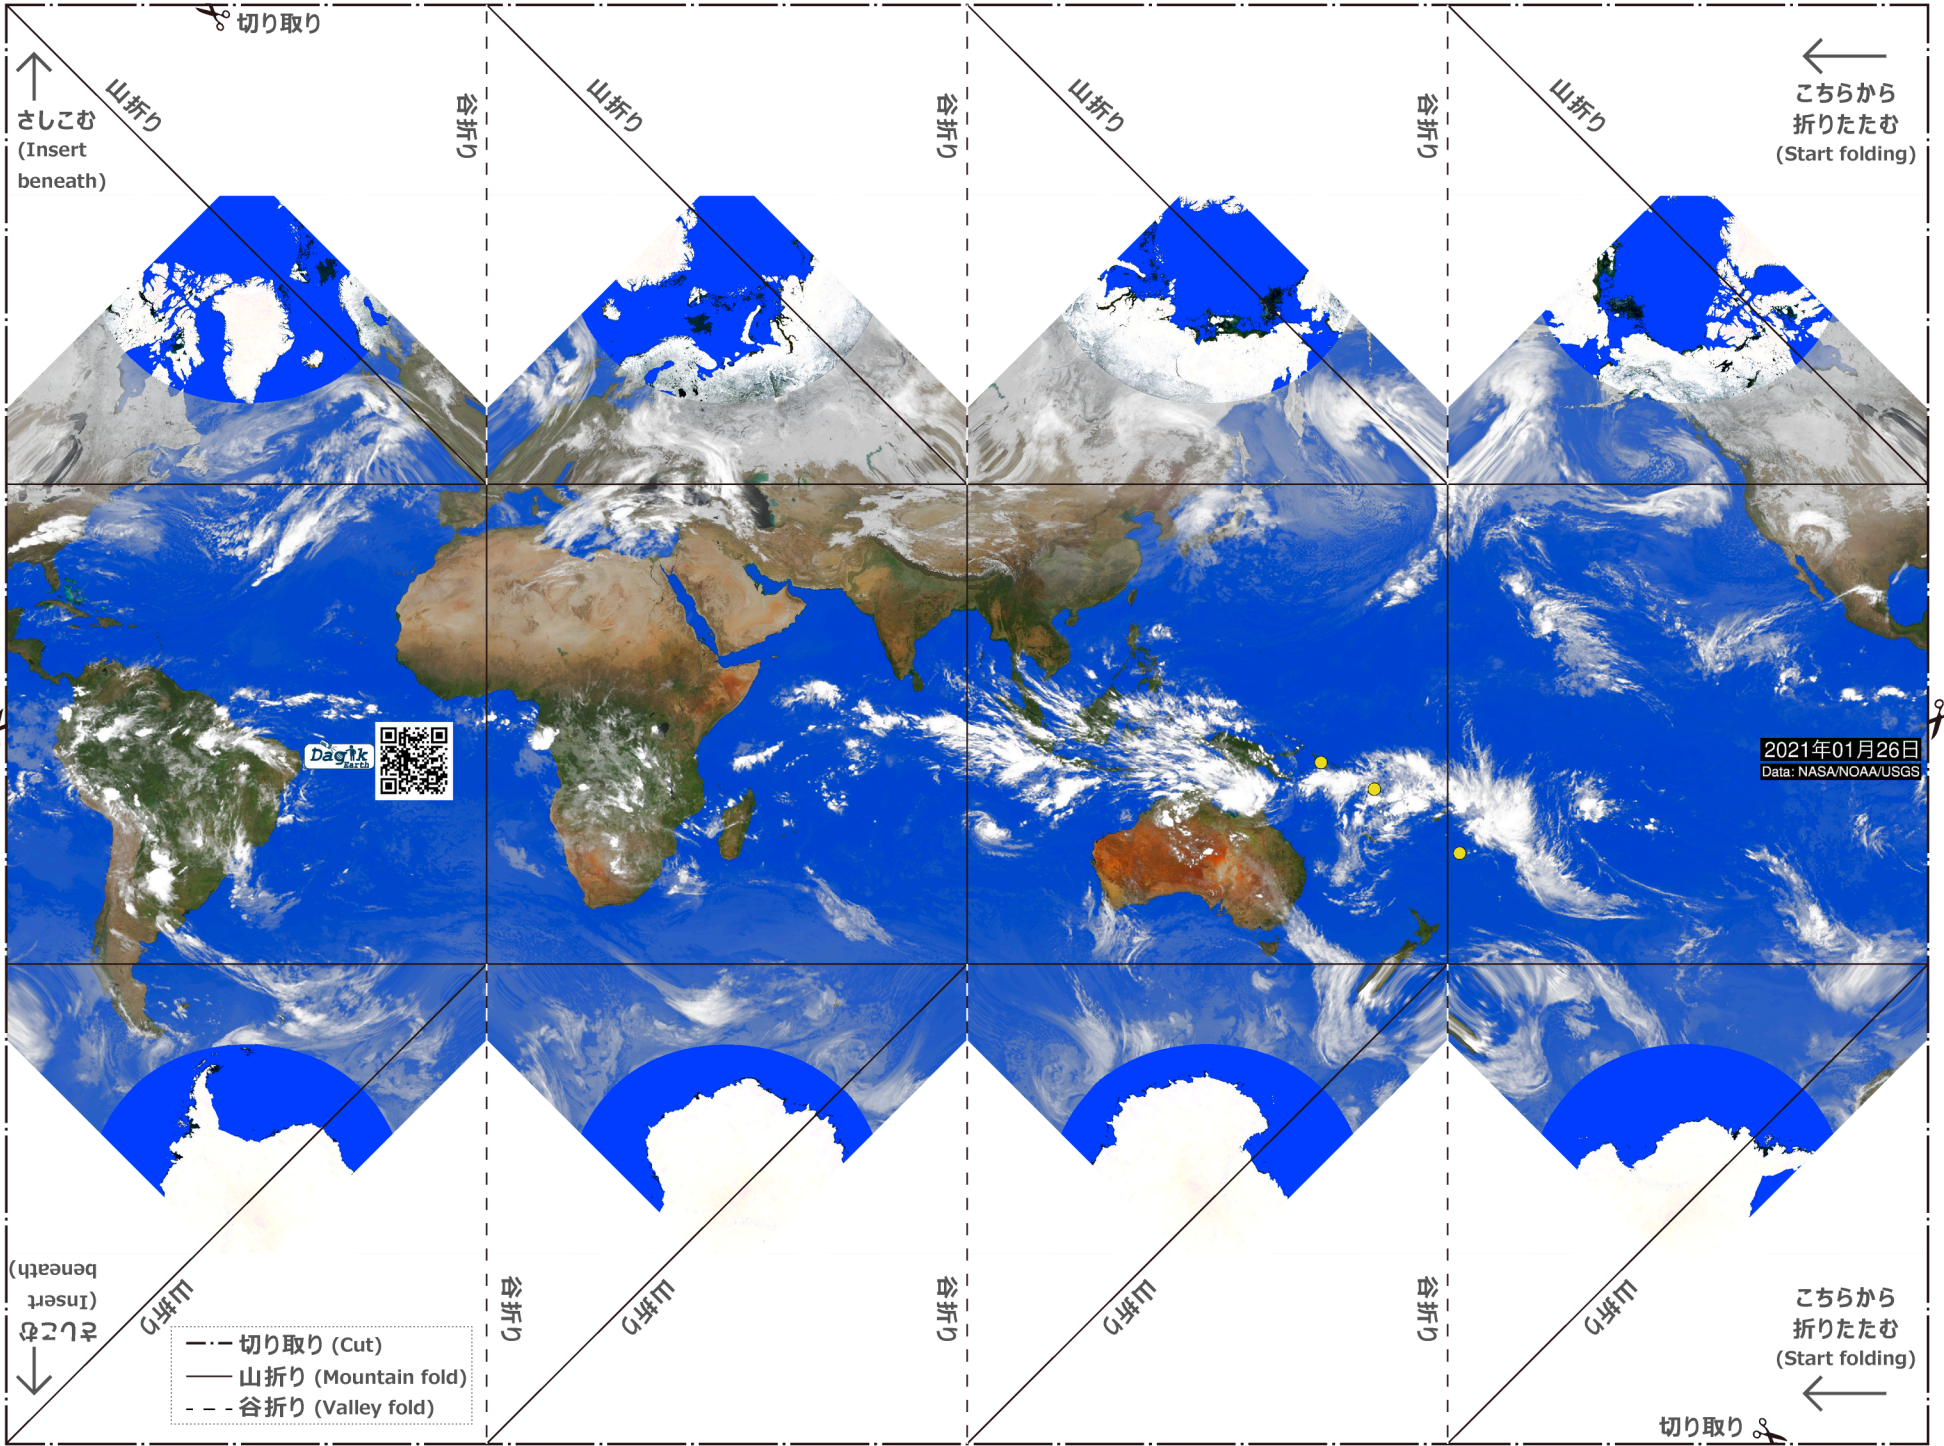 切り取り
さしこむ
(Insert
beneath)
山折り
谷折り
山折り
谷折り
山折り
谷折り
山折り
こちらから
折りたたむ
(Start folding)
Dagik
Earth
2021年01月26日
Data: NASA/NOAA/USGS
さしこむ
(Insert
beneath)
山折り
谷折り
山折り
谷折り
山折り
谷折り
山折り
こちらから
折りたたむ
(Start folding)
切り取り (Cut)
山折り (Mountain fold)
谷折り (Valley fold)
切り取り